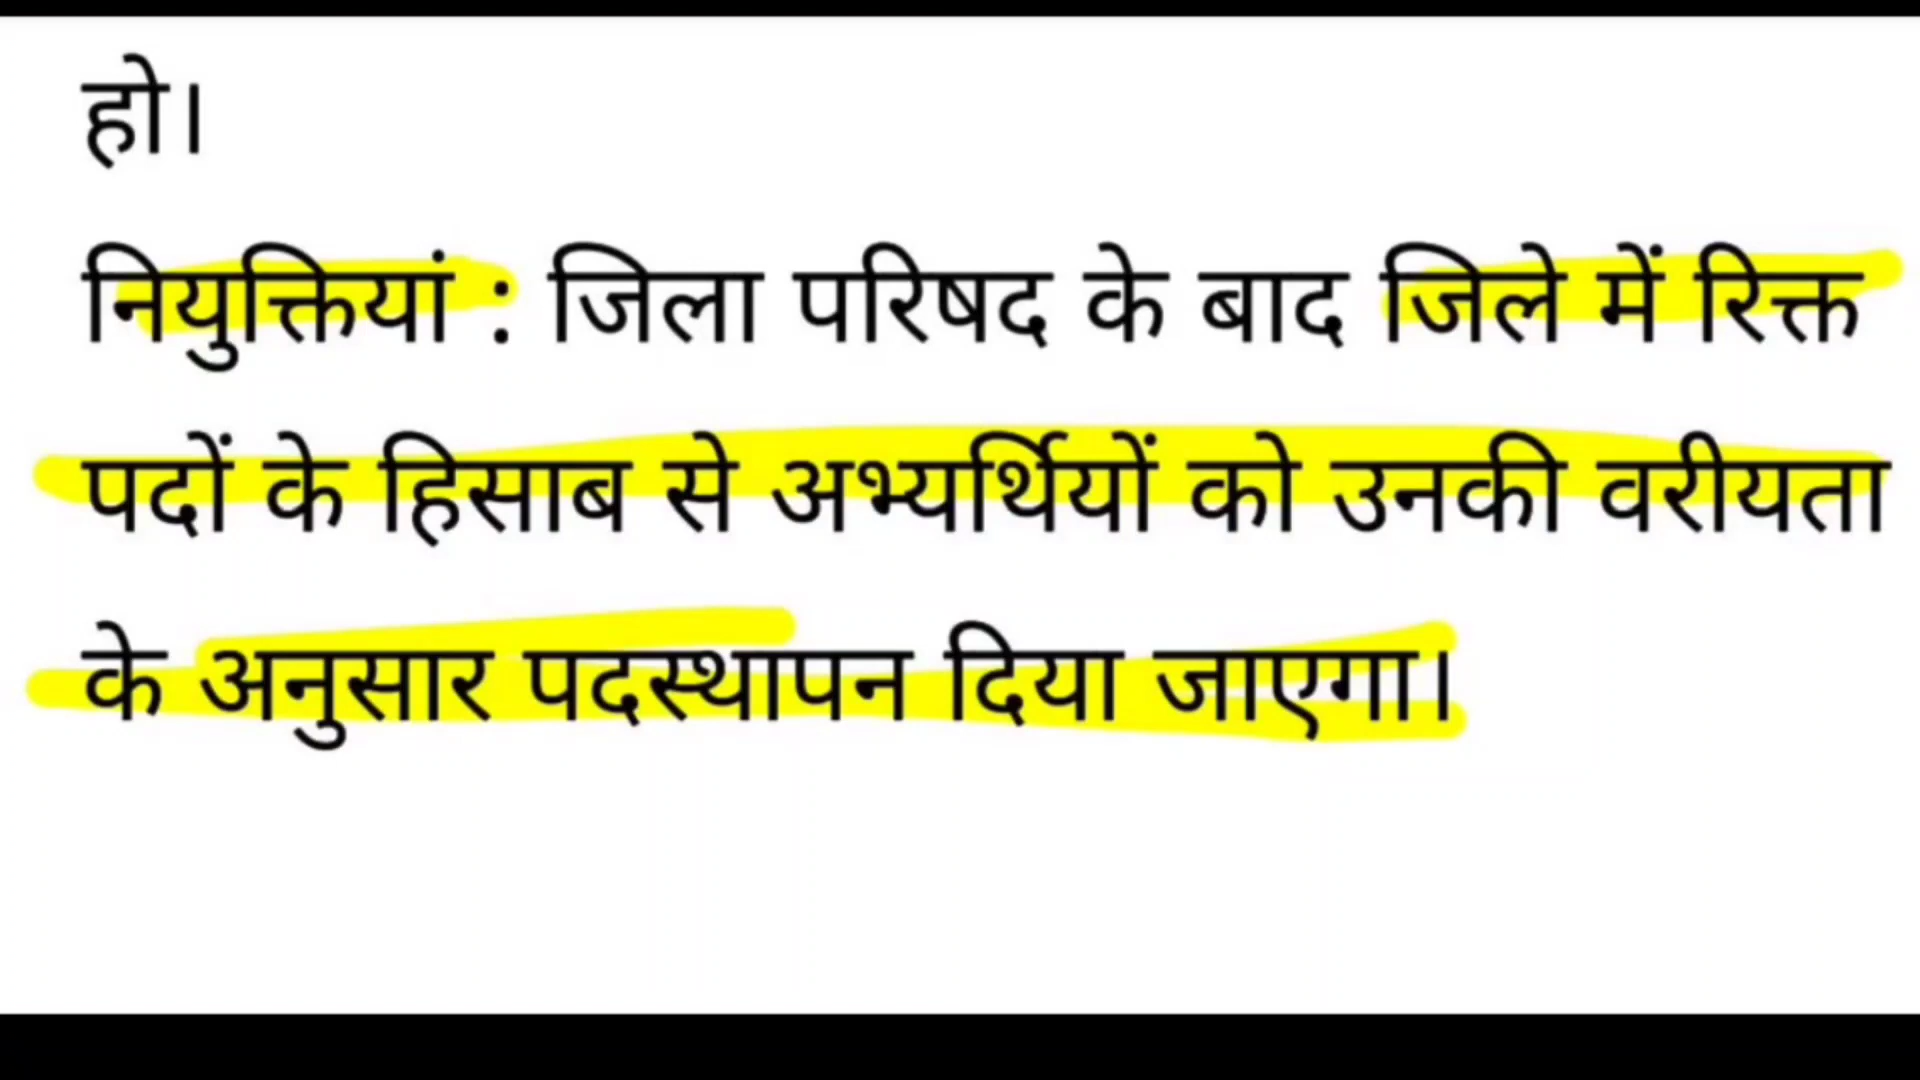 हो।
नियुक्तियां : जिला परिषद के बाद जिले में रिक्त
पदों के हिसाब से अभ्यर्थियों को उनकी वरीयता
के अनुसार पदस्थापन दिया जाएगा।